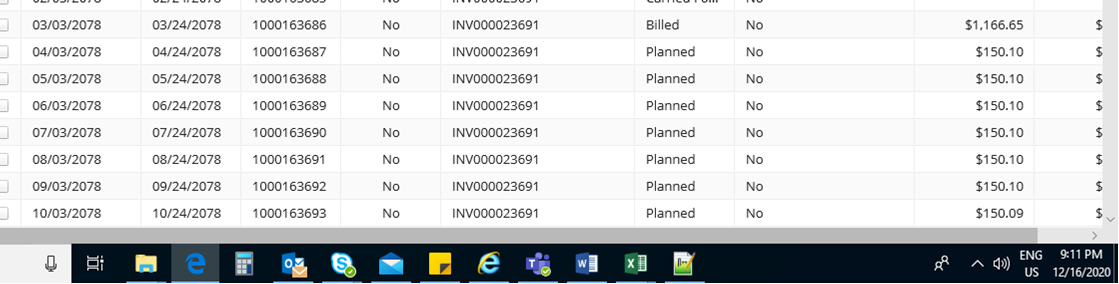 03/03/2078 03/24/2078 1000163686 No INV000023691 Billed No $1,166.65 $
04/03/2078 04/24/2078 1000163687 No INV000023691 Planned No $150.10 $
05/03/2078 05/24/2078 1000163688 No INV000023691 Planned No $150.10 $
06/03/2078 06/24/2078 1000163689 No INV000023691 Planned No $150.10 $
07/03/2078 07/24/2078 1000163690 No INV000023691 Planned No $150.10 $
08/03/2078 08/24/2078 1000163691 No INV000023691 Planned No $150.10 $
09/03/2078 09/24/2078 1000163692 No INV000023691 Planned No $150.10 $
10/03/2078 10/24/2078 1000163693 No INV000023691 Planned No $150.09 $
ENG 9:11 PM
US 12/16/2020